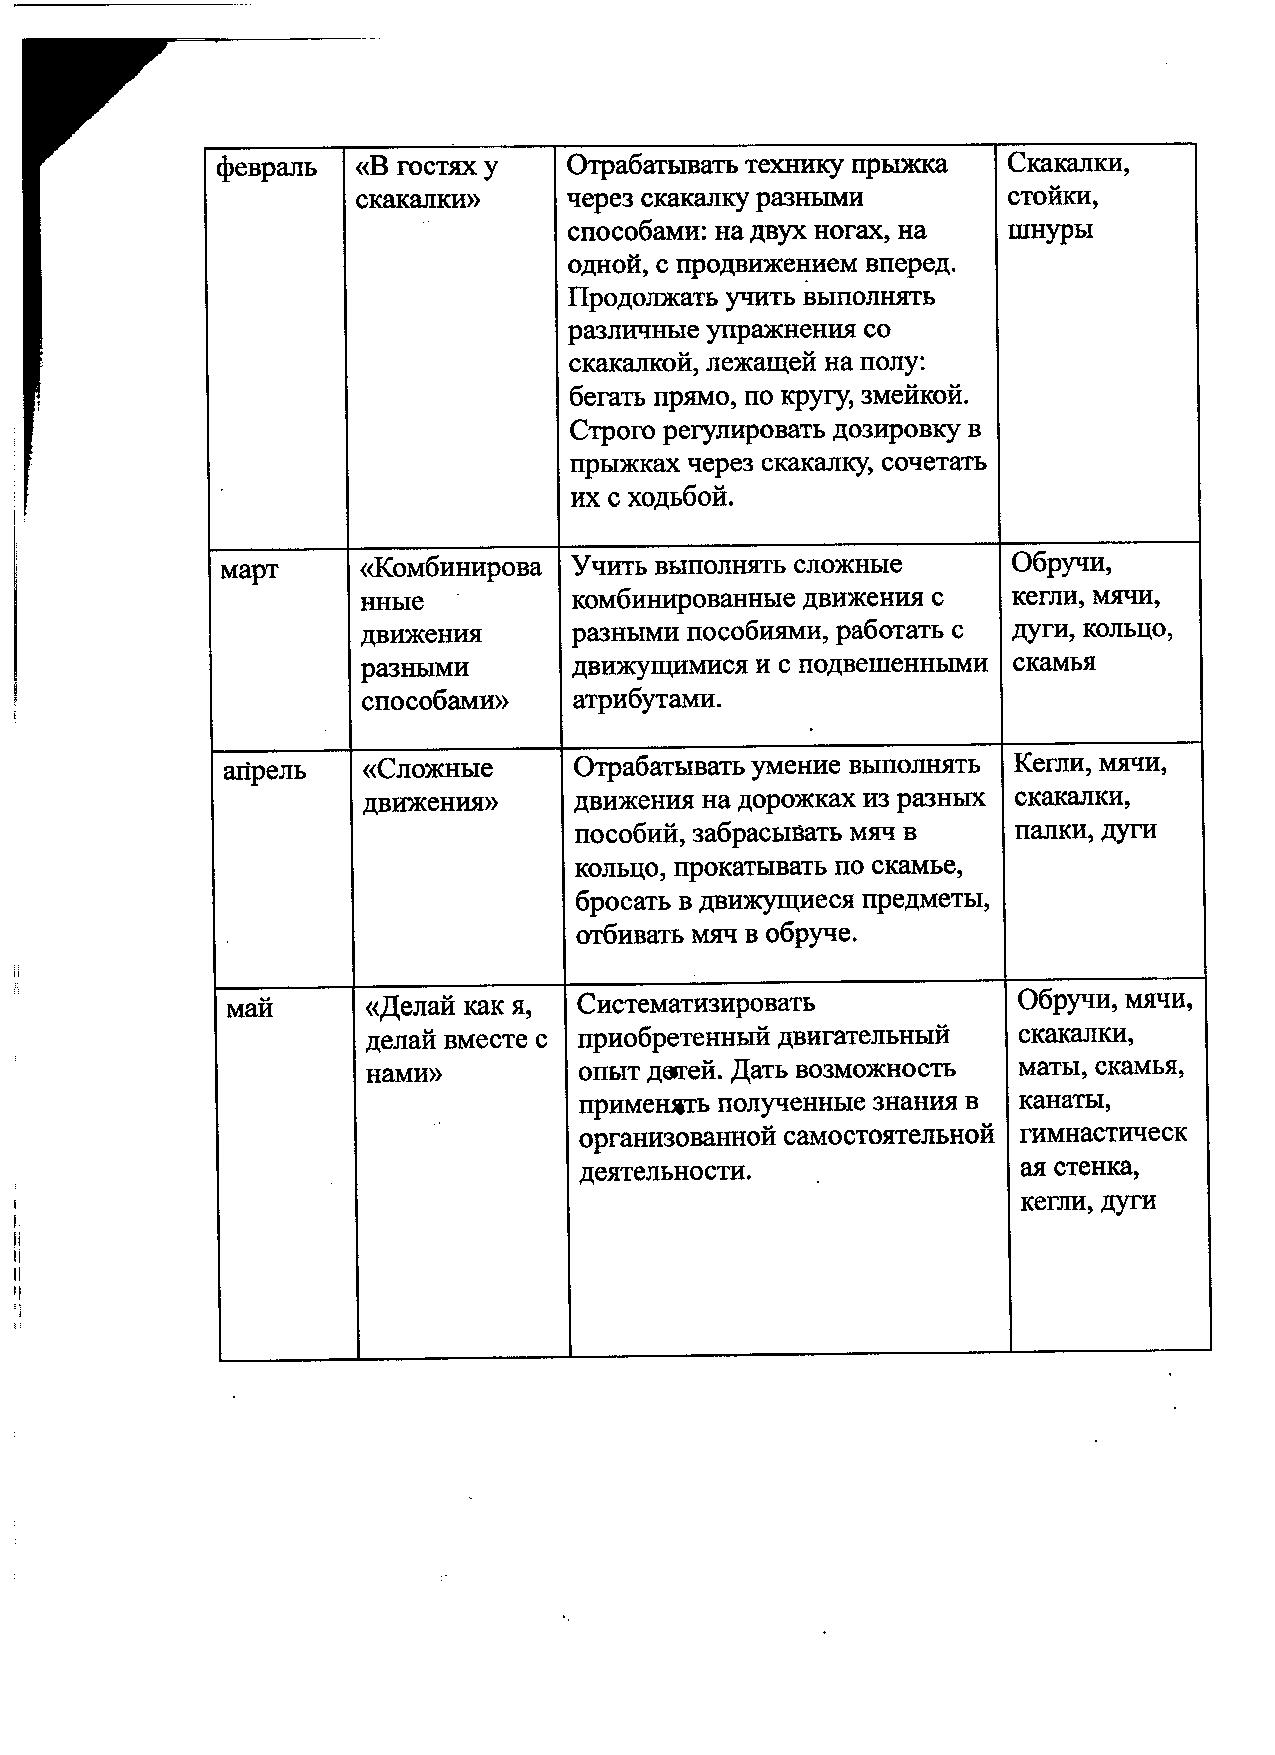 февраль
«В гостях у
скакалки»
Отрабатывать технику прыжка
через скакалку разными
способами: на двух ногах, на
одной, с продвижением вперед.
Продолжать учить выполнять
различные упражнения со
скакалкой, лежащей на полу:
бегать прямо, по кругу, змейкой.
Строго регулировать дозировку в
прыжках через скакалку, сочетать
их с ходьбой.
Скакалки,
стойки,
шнуры
март
«Комбинирова
нные
движения
разными
способами»
Учить выполнять сложные
комбинированные движения с
разными пособиями, работать с
движущимися и с подвешенными
атрибутами.
Обручи,
кегли, мячи,
дуги, кольцо,
скамья
апрель
«Сложные
движения»
Отрабатывать умение выполнять
движения на дорожках из разных
пособий, забрасывать мяч в
кольцо, прокатывать по скамье,
бросать в движущиеся предметы,
отбивать мяч в обруче.
Кегли, мячи,
скакалки,
палки, дуги
май
«Делай как я,
делай вместе с
нами»
Систематизировать
приобретенный двигательный
опыт детей. Дать возможность
применять полученные знания в
организованной самостоятельной
деятельности.
Обручи, мячи,
скакалки,
маты, скамья,
канаты,
гимнастическ
ая стенка,
кегли, дуги